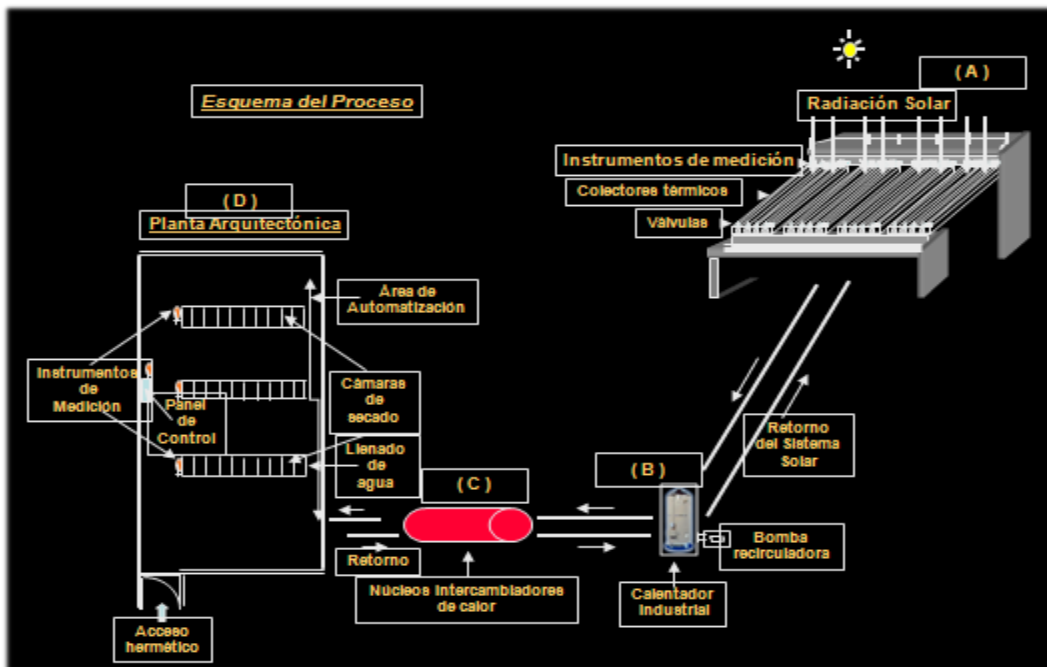 ( A )
Esquema del Proceso
Radiación Solar
Instrumentos de medición
Colectores térmicos
Válvulas
( D )
Planta Arquitectónica
Área de
Automatización
Instrumentos
de
Medición
Panel
de
Control
Cámaras
de
secado
Llenado
de
agua
Retorno
del Sistema
Solar
( B )
( C )
Bomba
recirculadora
Retorno
Núcleos Intercambiadores
de calor
Calentador
Industrial
Acceso
hermético